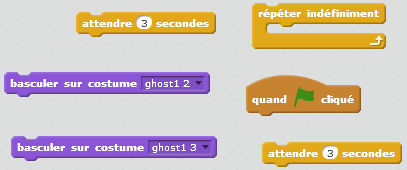 attendre 3 secondes
répéter indéfiniment
basculer sur costume ghost1 2
quand cliqué
basculer sur costume ghost1 3
attendre 3 secondes